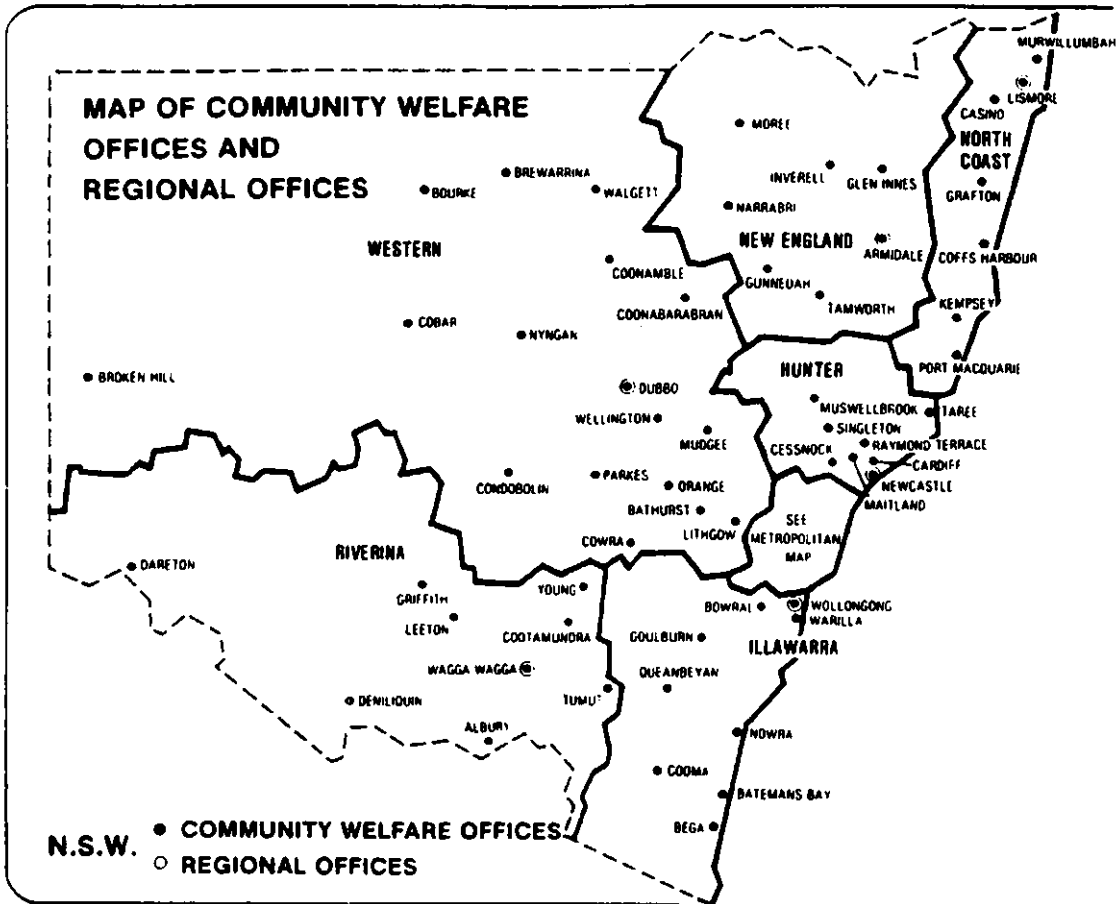 MAP OF COMMUNITY WELFARE
OFFICES AND
REGIONAL OFFICES
MURWILLUMBAH
LISMORE
CASINO
NORTH
COAST
GRAFTON
COFFS HARBOUR
KEMPSEY
PORT MACQUARIE
MOREE
INVERELL
GLEN INNES
NARRABRI
NEW ENGLAND
ARMIDALE
GUNNEDAH
TAMWORTH
BREWARRINA
BOURKE
WALGETT
WESTERN
COONAMBLE
COONABARABRAN
COBAR
NYNGAN
BROKEN HILL
DUBBO
WELLINGTON
MUDGEE
CONDOBOLIN
PARKES
ORANGE
BATHURST
LITHGOW
COWRA
HUNTER
MUSWELLBROOK
TAREE
SINGLETON
RAYMOND TERRACE
CESSNOCK
CARDIFF
NEWCASTLE
MAITLAND
SEE
METROPOLITAN
MAP
RIVERINA
DARETON
GRIFFITH
YOUNG
LEETON
COOTAMUNDRA
WAGGA WAGGA
TUMUT
DENILIQUIN
ALBURY
BOWRAL
WOLLONGONG
WARILLA
GOULBURN
ILLAWARRA
QUEANBEYAN
NOWRA
COOMA
BATEMANS BAY
BEGA
N.S.W.
COMMUNITY WELFARE OFFICES
REGIONAL OFFICES